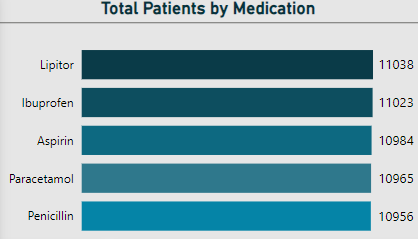 Total Patients by Medication
Lipitor 11038
Ibuprofen 11023
Aspirin 10984
Paracetamol 10965
Penicillin 10956